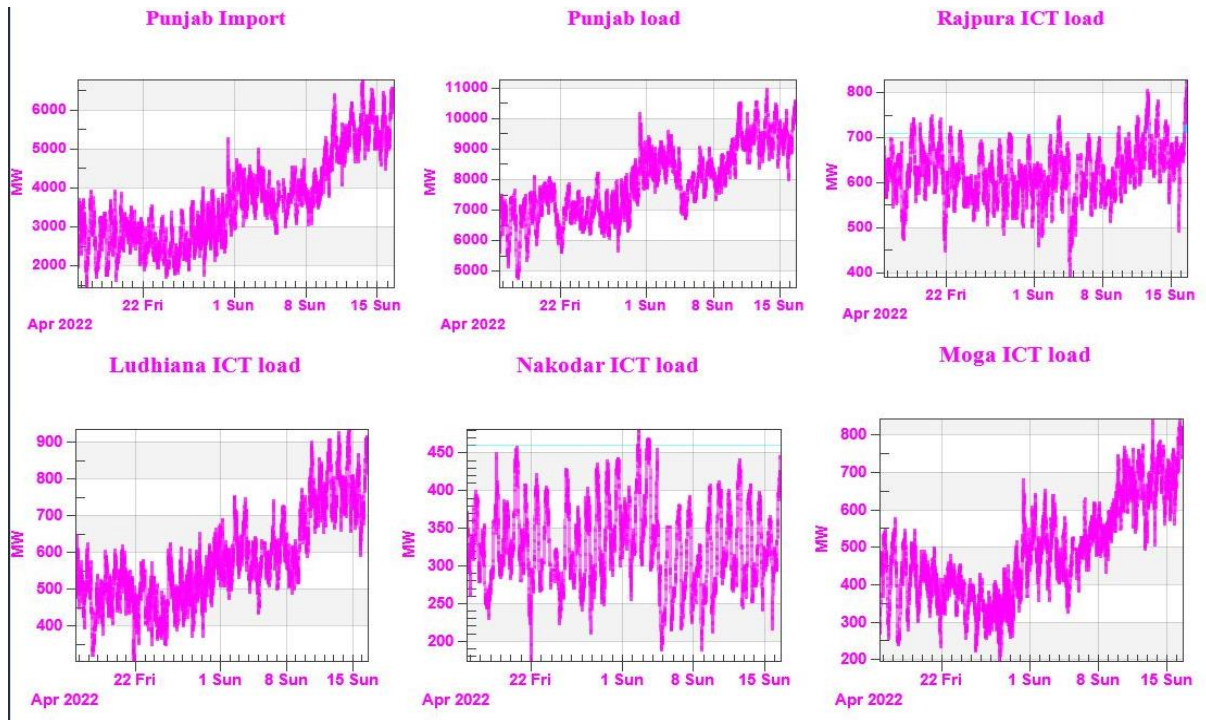 Punjab Import
6000
5000
4000
3000
2000
MW
22 Fri 1 Sun 8 Sun 15 Sun
Apr 2022
Punjab load
11000
10000
9000
8000
7000
6000
5000
MW
22 Fri 1 Sun 8 Sun 15 Sun
Apr 2022
Rajpura ICT load
800
700
600
500
400
MW
22 Fri 1 Sun 8 Sun 15 Sun
Apr 2022
Ludhiana ICT load
900
800
700
600
500
400
MW
22 Fri 1 Sun 8 Sun 15 Sun
Apr 2022
Nakodar ICT load
450
400
350
300
250
200
MW
22 Fri 1 Sun 8 Sun 15 Sun
Apr 2022
Moga ICT load
800
700
600
500
400
300
200
MW
22 Fri 1 Sun 8 Sun 15 Sun
Apr 2022